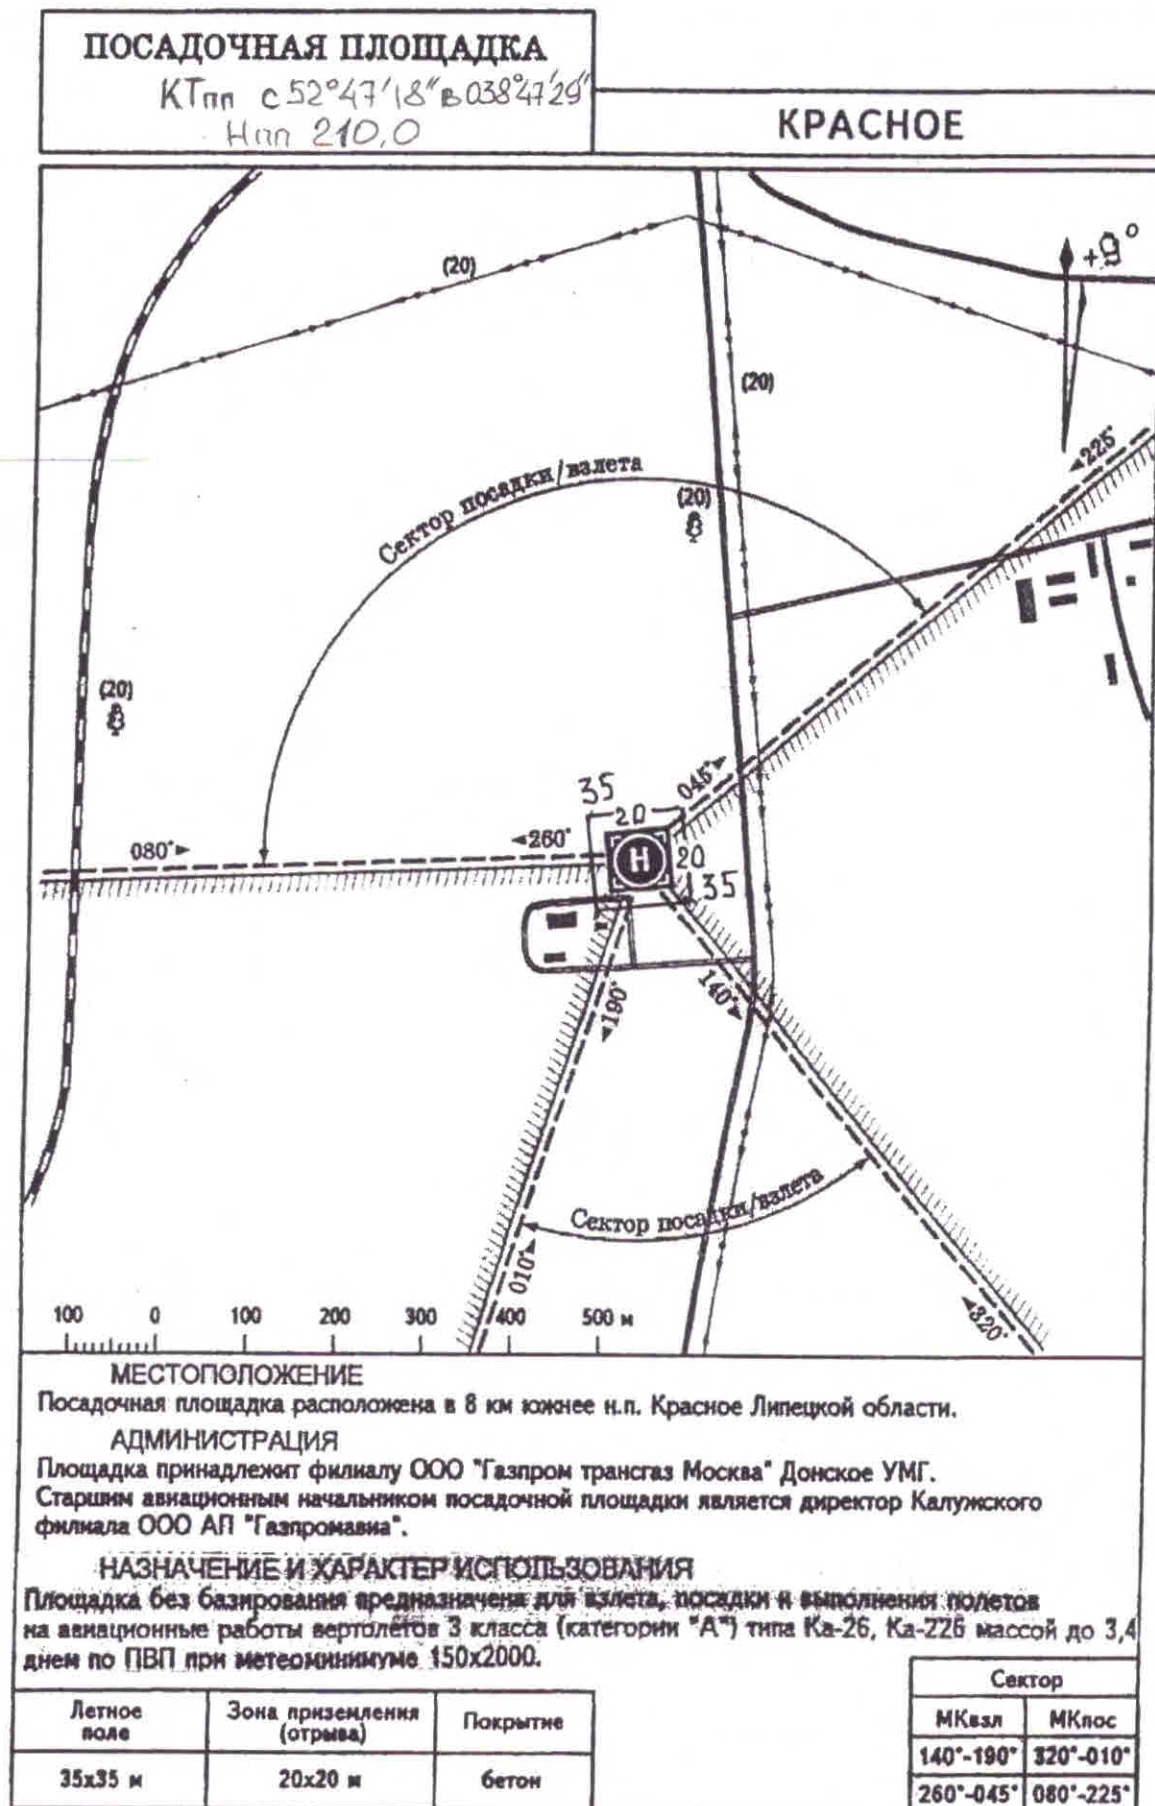 ПОСАДОЧНАЯ ПЛОЩАДКА
КТпп с 52°47'18" в 038°47'29"
Нпп 210,0
КРАСНОЕ
+9°
(20)
(20)
◄225°
Сектор посадки/взлета
(20)
(20)
045°►
35
20
080°►
◄260°
H
20
35
◄190°
140°►
Сектор посадки/взлета
010°►
◄320°
100 0 100 200 300 400 500 м
МЕСТОПОЛОЖЕНИЕ
Посадочная площадка расположена в 8 км южнее н.п. Красное Липецкой области.
АДМИНИСТРАЦИЯ
Площадка принадлежит филиалу ООО "Газпром трансгаз Москва" Донское УМГ.
Старшим авиационным начальником посадочной площадки является директор Калужского
филиала ООО АП "Газпромавиа".
НАЗНАЧЕНИЕ И ХАРАКТЕР ИСПОЛЬЗОВАНИЯ
Площадка без базирования предназначена для взлета, посадки и выполнения полетов
на авиационные работы вертолетов 3 класса (категории "А") типа Ка-26, Ка-226 массой до 3,4
днем по ПВП при метеоминимуме 150х2000.
Сектор
Летное поле Зона приземления (отрыва) Покрытие
МКвзл МКпос
140°-190° 320°-010°
35х35 м 20х20 м бетон
260°-045° 080°-225°